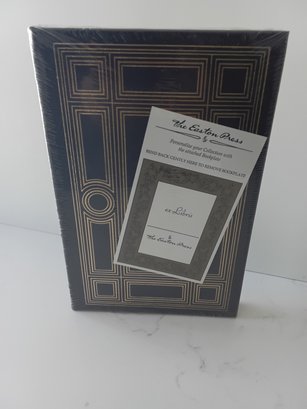 The Easton Press
Personalize your Collection with
the attached Bookplate
BEND BACK GENTLY HERE TO REMOVE BOOKPLATE
ex Libris
The Easton Press